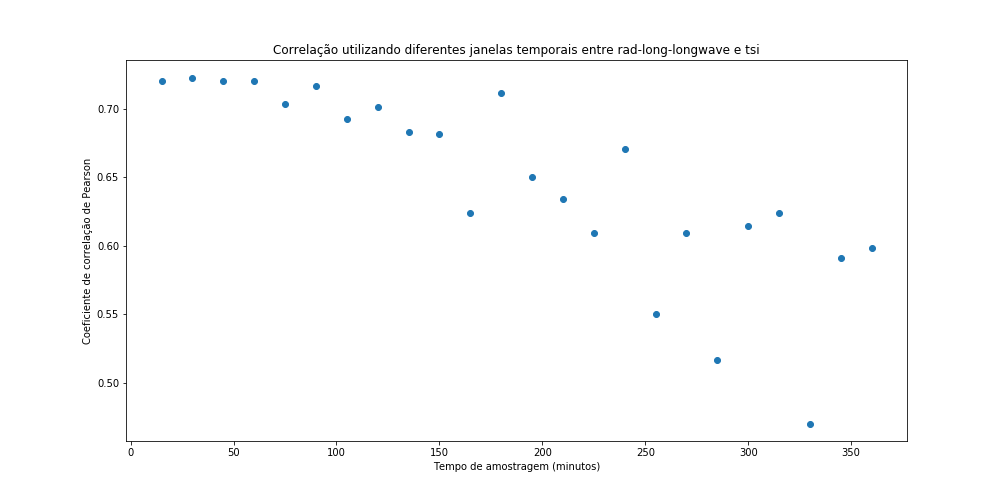 Correlação utilizando diferentes janelas temporais entre rad-long-longwave e tsi
Coeficiente de correlação de Pearson
0.70
0.65
0.60
0.55
0.50
0 50 100 150 200 250 300 350
Tempo de amostragem (minutos)